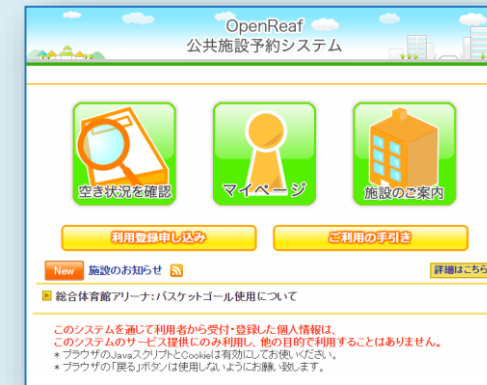 OpenReaf
公共施設予約システム
空き状況を確認
マイページ
施設のご案内
利用登録申し込み
ご利用の手引き
New 施設のお知らせ
詳細はこちら
総合体育館アリーナ:バスケットゴール使用について
このシステムを通じて利用者から受付・登録した個人情報は、
このシステムのサービス提供にのみ利用し、他の目的で利用することはありません。
* ブラウザのJavaスクリプトとCookieは有効にしてお使いください。
* ブラウザの「戻る」ボタンは使用しないようにお願い致します。